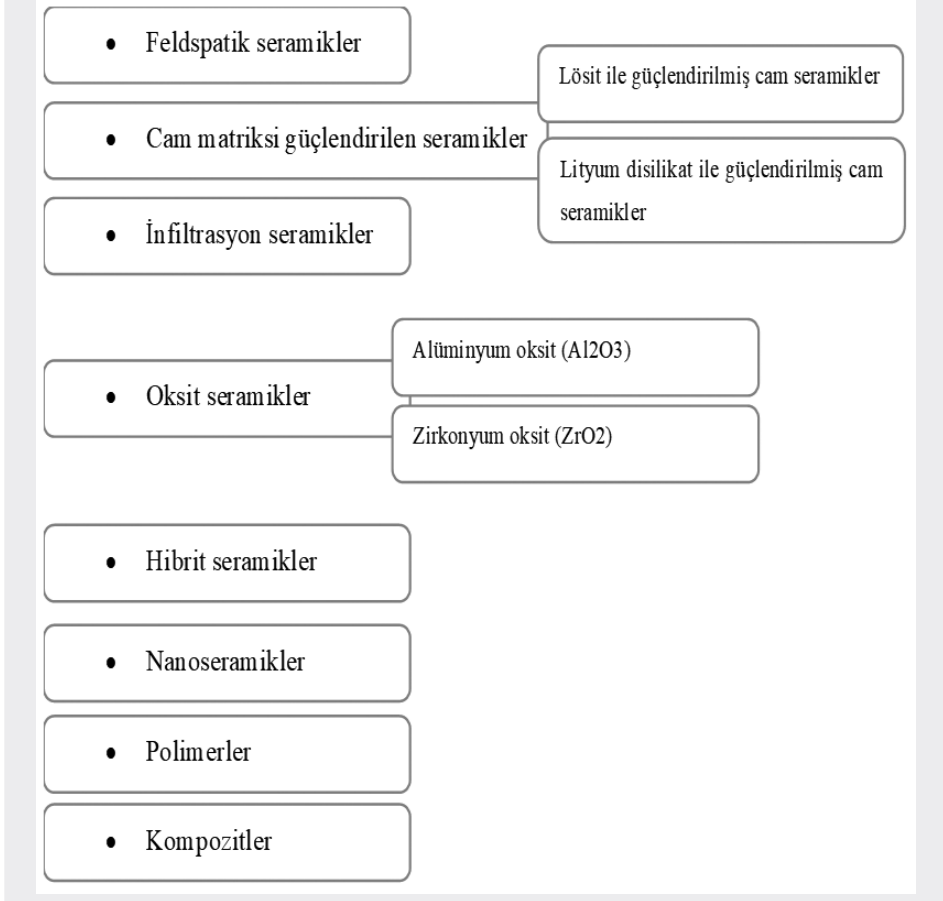 • Feldspatik seramikler
Lösit ile güçlendirilmiş cam seramikler
• Cam matriksi güçlendirilen seramikler
Lityum disilikat ile güçlendirilmiş cam
seramikler
• İnfiltrasyon seramikler
Alüminyum oksit (Al2O3)
• Oksit seramikler
Zirkonyum oksit (ZrO2)
• Hibrit seramikler
• Nanoseramikler
• Polimerler
• Kompozitler